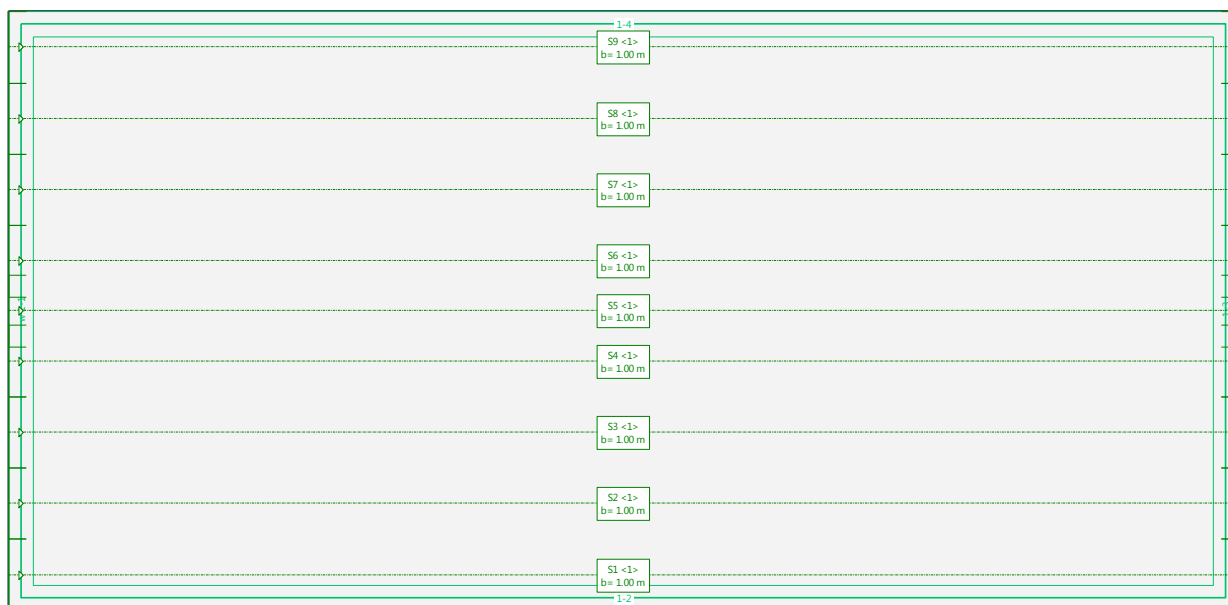 1-4
S9 <1>
b= 1.00 m
S8 <1>
b= 1.00 m
S7 <1>
b= 1.00 m
S6 <1>
b= 1.00 m
S5 <1>
b= 1.00 m
S4 <1>
b= 1.00 m
S3 <1>
b= 1.00 m
S2 <1>
b= 1.00 m
S1 <1>
b= 1.00 m
1-2